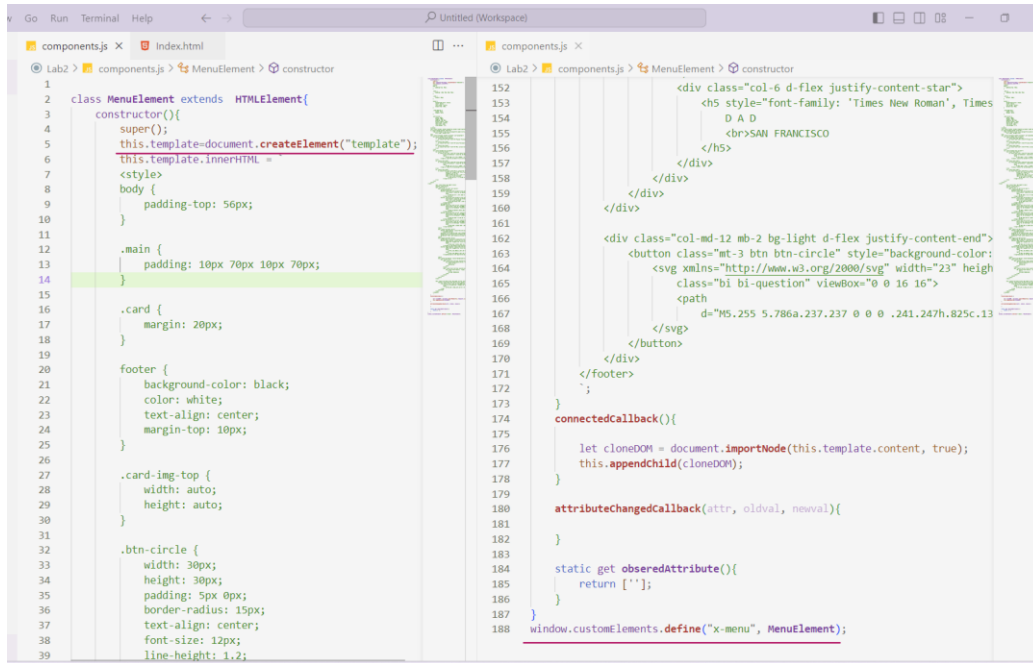 w Go Run Terminal Help ← → Untitled (Workspace)
components.js × Index.html
Lab2 > components.js > MenuElement > constructor
1
2 class MenuElement extends HTMLElement{
3 constructor(){
4 super();
5 this.template=document.createElement("template");
6 this.template.innerHTML = `
7 <style>
8 body {
9 padding-top: 56px;
10 }
11
12 .main {
13 padding: 10px 70px 10px 70px;
14 }
15
16 .card {
17 margin: 20px;
18 }
19
20 footer {
21 background-color: black;
22 color: white;
23 text-align: center;
24 margin-top: 10px;
25 }
26
27 .card-img-top {
28 width: auto;
29 height: auto;
30 }
31
32 .btn-circle {
33 width: 30px;
34 height: 30px;
35 padding: 5px 0px;
36 border-radius: 15px;
37 text-align: center;
38 font-size: 12px;
39 line-height: 1.2;
components.js ×
Lab2 > components.js > MenuElement > constructor
152 <div class="col-6 d-flex justify-content-star">
153 <h5 style="font-family: 'Times New Roman', Times
154 D A D
155 <br>SAN FRANCISCO
156 </h5>
157 </div>
158 </div>
159 </div>
160 </div>
161
162 <div class="col-md-12 mb-2 bg-light d-flex justify-content-end">
163 <button class="mt-3 btn btn-circle" style="background-color:
164 <svg xmlns="http://www.w3.org/2000/svg" width="23" heigh
165 class="bi bi-question" viewBox="0 0 16 16">
166 <path
167 d="M5.255 5.786a.237.237 0 0 0 .241.247h.825c.13
168 </svg>
169 </button>
170 </div>
171 </footer>
172 `;
173 }
174 connectedCallback(){
175
176 let cloneDOM = document.importNode(this.template.content, true);
177 this.appendChild(cloneDOM);
178 }
179
180 attributeChangedCallback(attr, oldval, newval){
181
182 }
183
184 static get obseredAttribute(){
185 return [''];
186 }
187 }
188 window.customElements.define("x-menu", MenuElement);